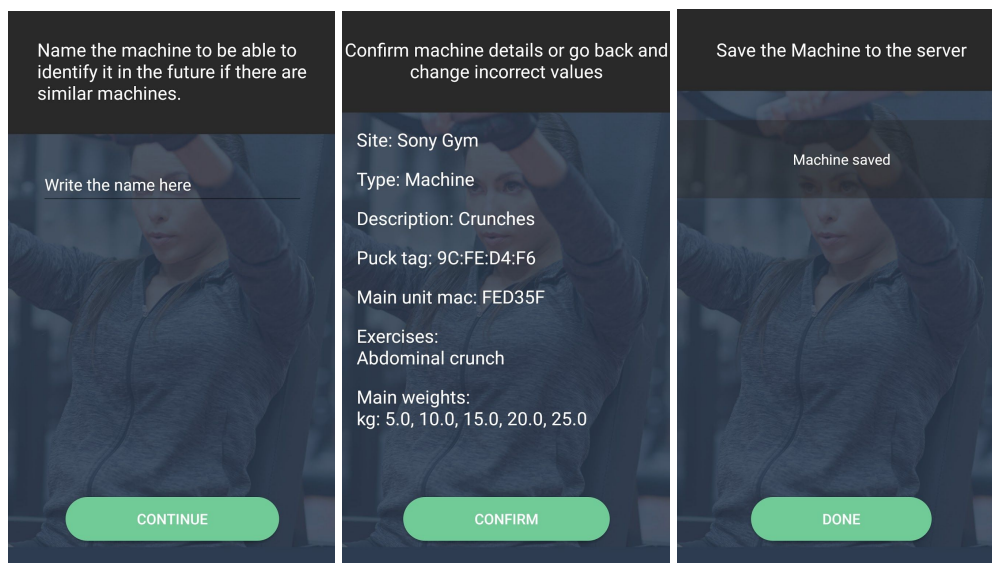 Name the machine to be able to
identify it in the future if there are
similar machines.
Write the name here
CONTINUE
Confirm machine details or go back and
change incorrect values
Site: Sony Gym
Type: Machine
Description: Crunches
Puck tag: 9C:FE:D4:F6
Main unit mac: FED35F
Exercises:
Abdominal crunch
Main weights:
kg: 5.0, 10.0, 15.0, 20.0, 25.0
CONFIRM
Save the Machine to the server
Machine saved
DONE